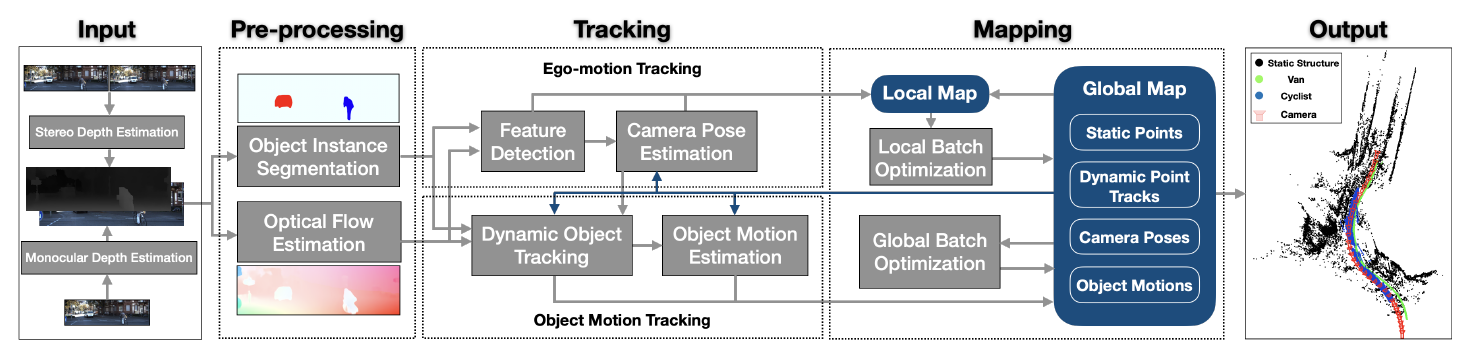 Input
Pre-processing
Tracking
Mapping
Output
Stereo Depth Estimation
Monocular Depth Estimation
Object Instance
Segmentation
Optical Flow
Estimation
Ego-motion Tracking
Feature
Detection
Camera Pose
Estimation
Dynamic Object
Tracking
Object Motion
Estimation
Object Motion Tracking
Local Map
Local Batch
Optimization
Global Batch
Optimization
Global Map
Static Points
Dynamic Point
Tracks
Camera Poses
Object Motions
Static Structure
Van
Cyclist
Camera